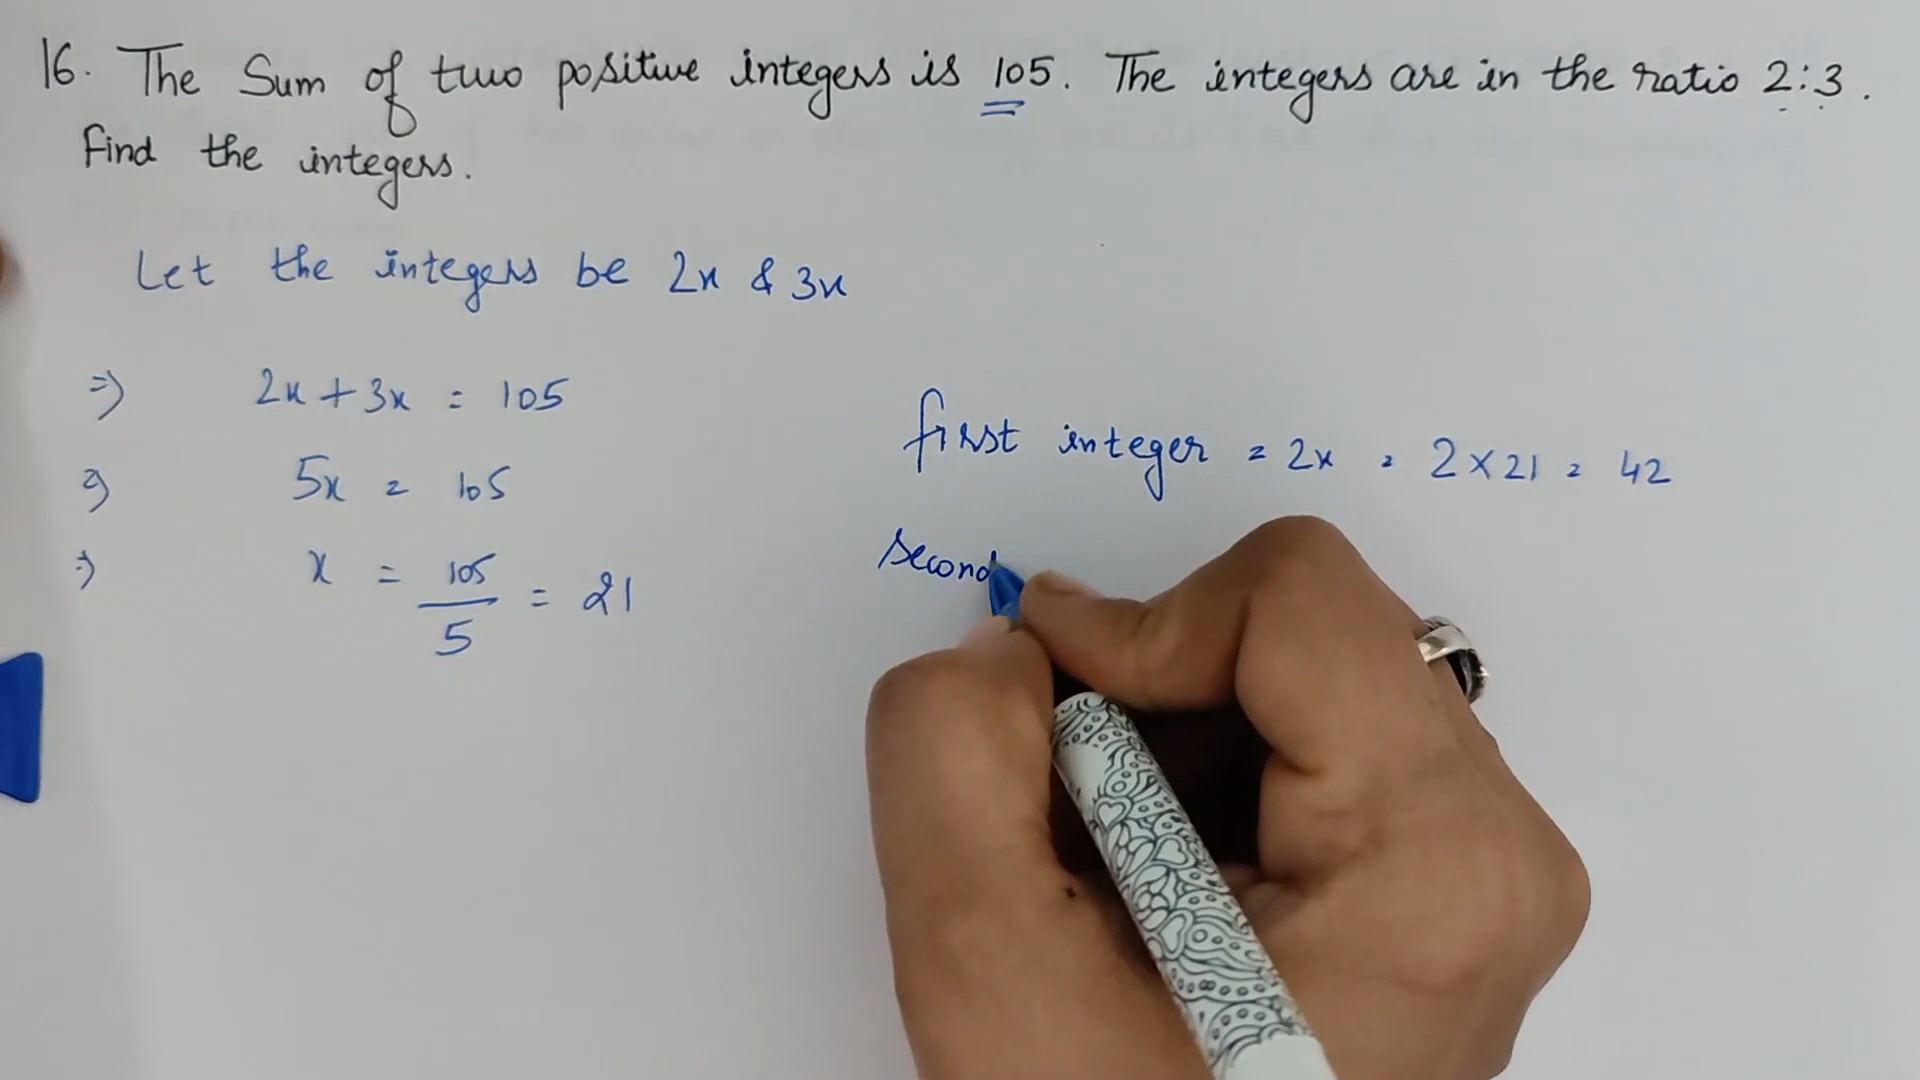 16. The Sum of two positive integers is 105. The integers are in the ratio 2:3.
Find the integers.
Let the integers be 2x & 3x
=> 2x + 3x = 105
=> 5x = 105
=> x = 105/5 = 21
first integer = 2x = 2 × 21 = 42
Second